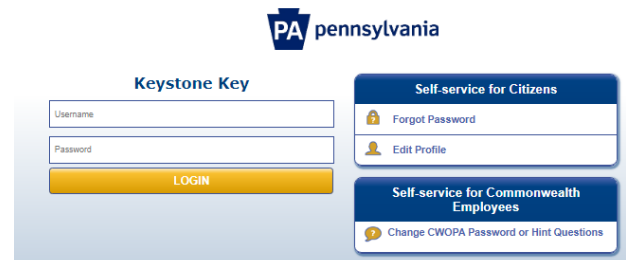 PA pennsylvania
Keystone Key
Username
Password
LOGIN
Self-service for Citizens
Forgot Password
Edit Profile
Self-service for Commonwealth
Employees
Change CWOPA Password or Hint Questions